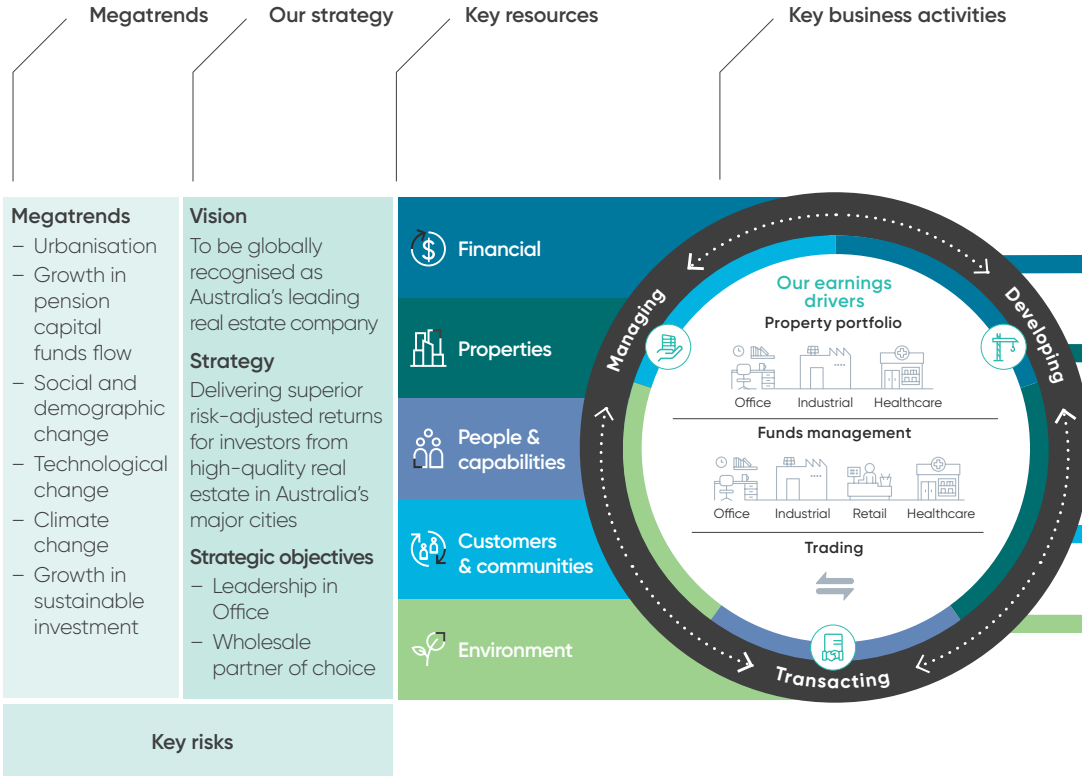 Megatrends
Our strategy
Key resources
Key business activities
Megatrends
– Urbanisation
– Growth in
pension
capital
funds flow
– Social and
demographic
change
– Technological
change
– Climate
change
– Growth in
sustainable
investment
Vision
To be globally
recognised as
Australia’s leading
real estate company
Strategy
Delivering superior
risk-adjusted returns
for investors from
high-quality real
estate in Australia’s
major cities
Strategic objectives
– Leadership in
Office
– Wholesale
partner of choice
Key risks
Financial
Properties
People &
capabilities
Customers
& communities
Environment
Managing
Developing
Transacting
Our earnings
drivers
Property portfolio
Office
Industrial
Healthcare
Funds management
Office
Industrial
Retail
Healthcare
Trading